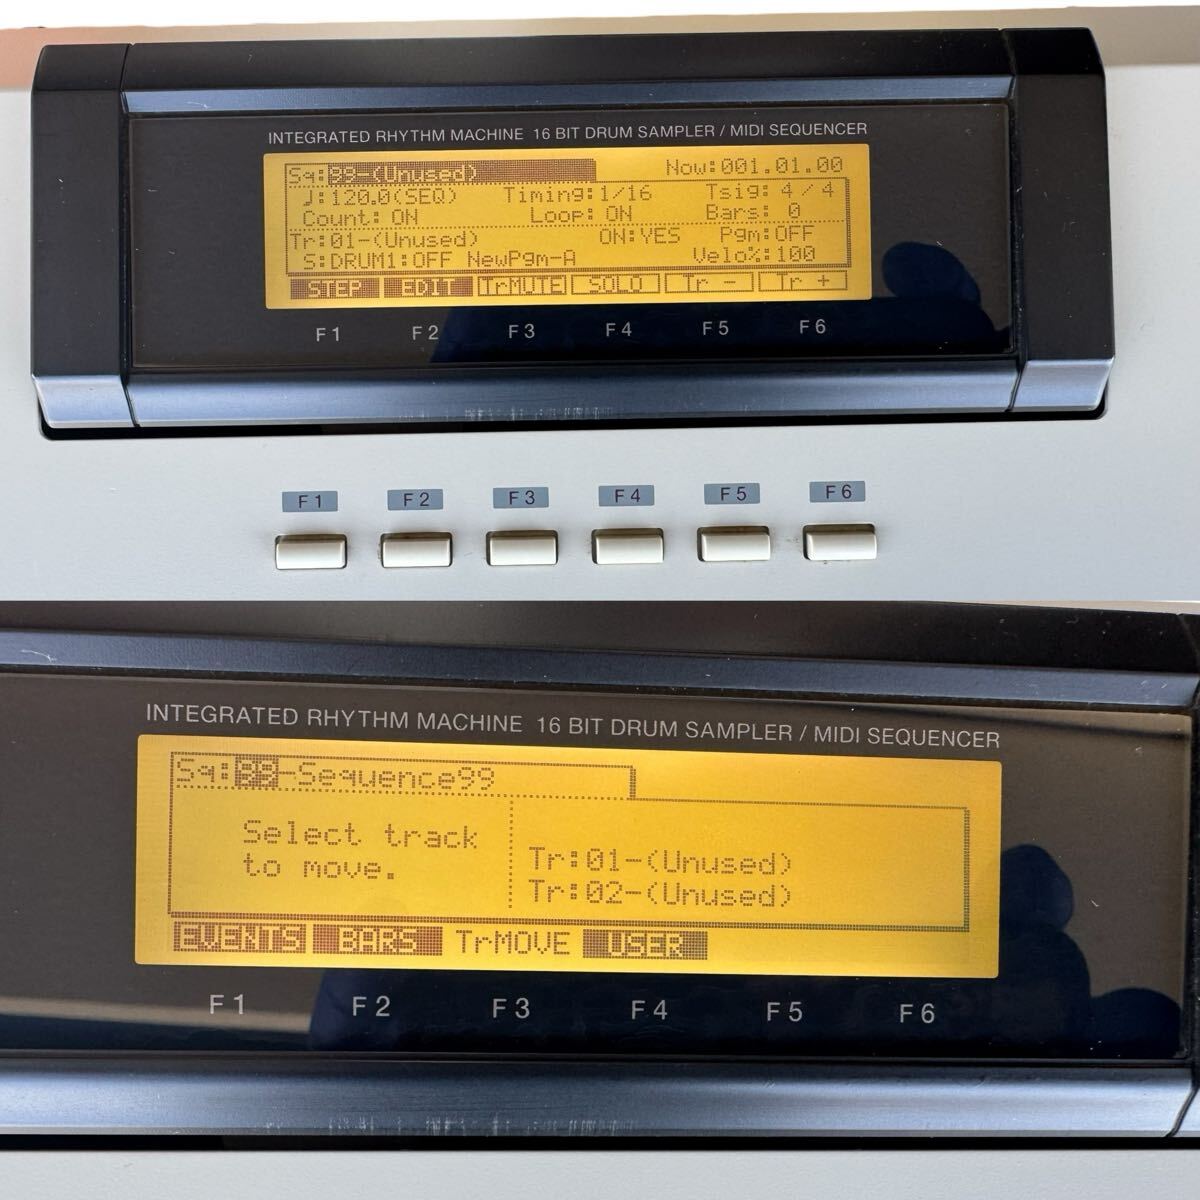 INTEGRATED RHYTHM MACHINE 16 BIT DRUM SAMPLER / MIDI SEQUENCER
Sq:99-(Unused) Now:001.01.00
♩:120.0(SEQ) Timing:1/16 Tsig: 4 / 4
Count: ON Loop: ON Bars: 0
Tr:01-(Unused) ON:YES Pgm:OFF
S:DRUM1:OFF NewPgm-A Velo%:100
STEP EDIT TrMUTE SOLO Tr - Tr +
F1 F2 F3 F4 F5 F6
F1 F2 F3 F4 F5 F6
INTEGRATED RHYTHM MACHINE 16 BIT DRUM SAMPLER / MIDI SEQUENCER
Sq:99-Sequence99
Select track
to move.
Tr:01-(Unused)
Tr:02-(Unused)
EVENTS BARS TrMOVE USER
F1 F2 F3 F4 F5 F6